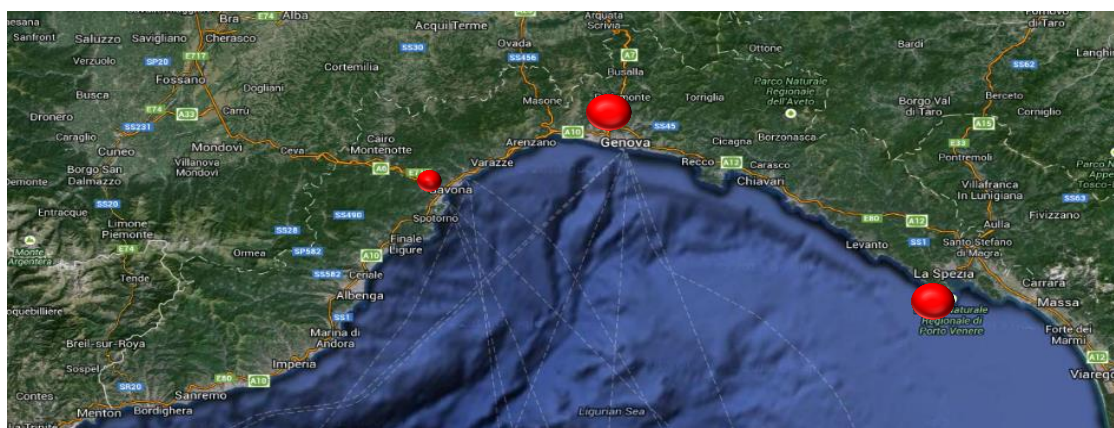 E74
Bra
Alba
Acqui Terme
Arquata
Scrivia
di Taro
Sanfront
Saluzzo
Savigliano
Cherasco
SS30
Ovada
A7
Ottone
Bardi
Verzuolo
SP20
E717
SS456
SS62
Busca
Fossano
Dogliani
Cortemilia
Busalla
Parco Naturale
Regionale
dell'Aveto
Berceto
Dronero
E74
Carrù
Masone
Torriglia
Borgo Val
di Taro
Corniglio
Caraglio
SS231
A33
Cairo
Montenotte
A10
SS45
A15
Cuneo
Mondovì
Ceva
Arenzano
Genova
Cicagna
Borzonasca
E33
Borgo San
Dalmazzo
Villanova
Mondovì
A6
Varazze
Recco
A12
Carasco
Pontremoli
Chiavari
Villafranca
In Lunigiana
Entracque
SS20
SS490
Spotorno
SS63
Limone
Piemonte
SS28
Finale
Ligure
E80
A12
Aulla
Fivizzano
Monte
Argentera
E74
Ormea
SP582
A10
Levanto
SS1
Santo Stefano
di Magra
Tende
SS582
Ceriale
La Spezia
Carrara
Albenga
Massa
SS1
Regionale di
Porto Venere
Breil-sur-Roya
Marina di
Andora
Forte dei
Marmi
Sospel
Imperia
A12
SR20
E80
A10
Contes
Sanremo
Menton
Bordighera
Ligurian Sea